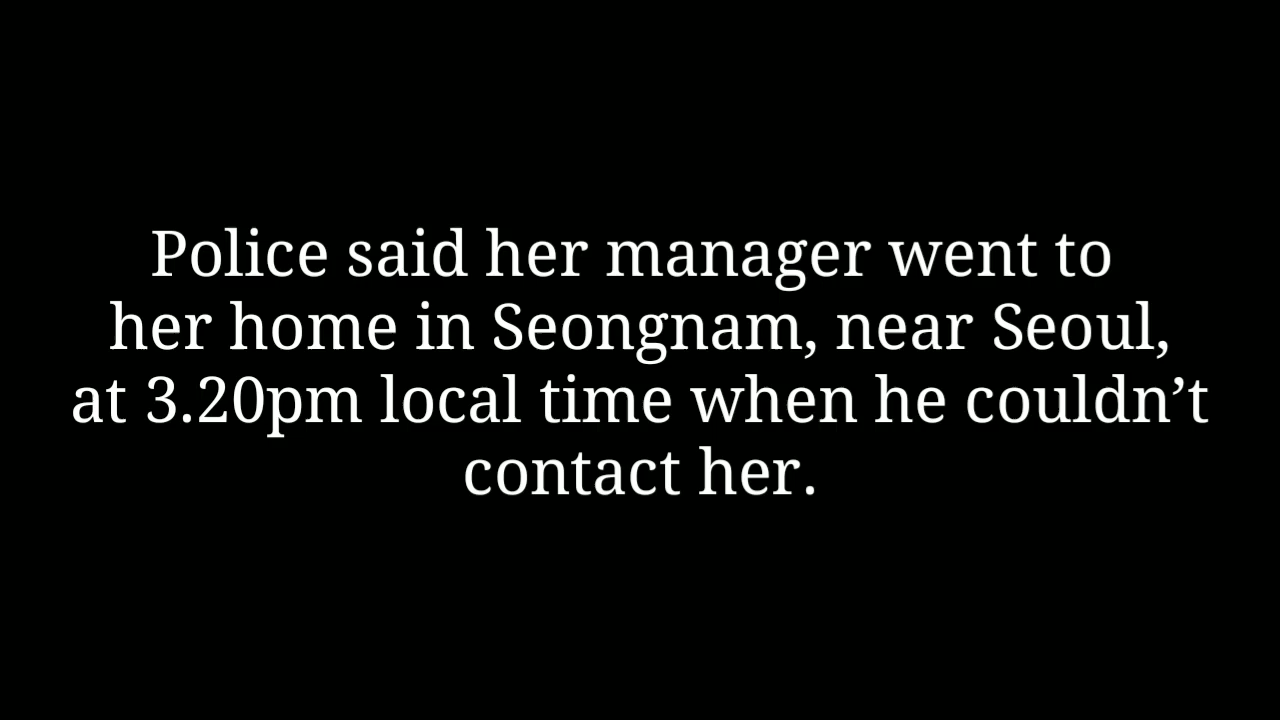 Police said her manager went to
her home in Seongnam, near Seoul,
at 3.20pm local time when he couldn’t
contact her.